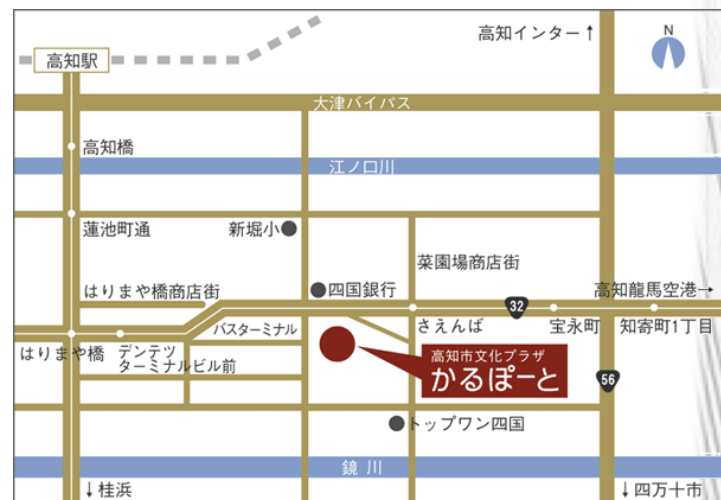 高知インター↑
N
高知駅
大津バイパス
高知橋
江ノ口川
蓮池町通
新堀小
菜園場商店街
はりまや橋商店街
四国銀行
高知龍馬空港→
32
バスターミナル
さえんば
宝永町
知寄町1丁目
はりまや橋
デンテツ
ターミナルビル前
高知市文化プラザ
かるぽーと
56
トップワン四国
鏡川
↓桂浜
↓四万十市